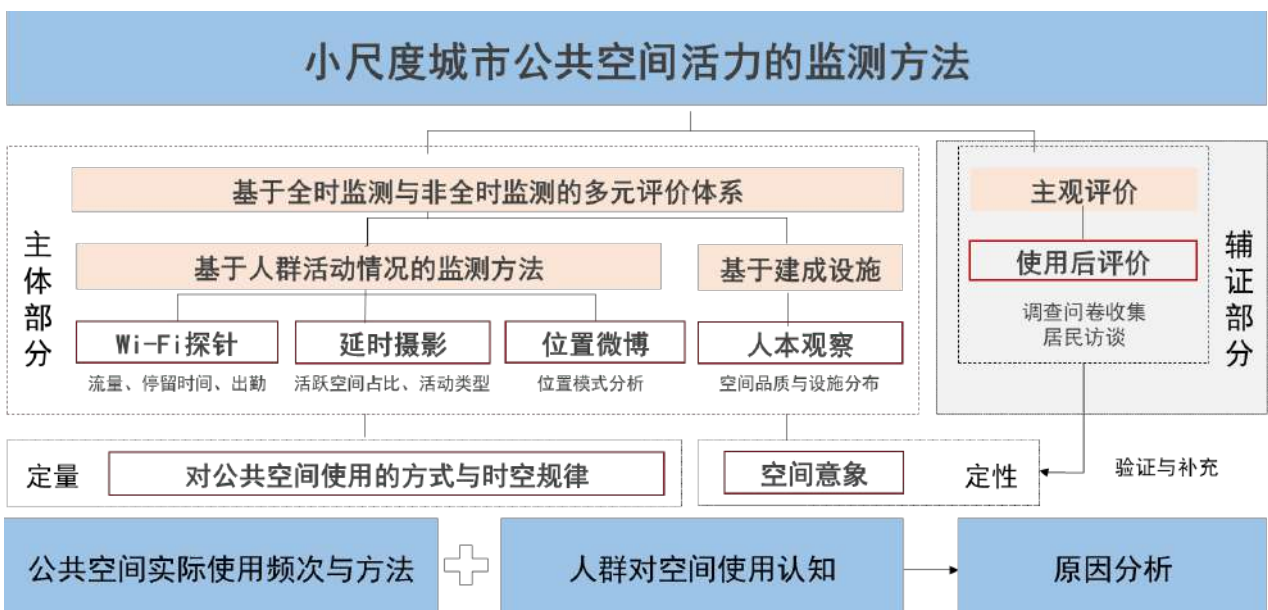 小尺度城市公共空间活力的监测方法
基于全时监测与非全时监测的多元评价体系
主观评价
主体部分
基于人群活动情况的监测方法
基于建成设施
使用后评价
辅证部分
调查问卷收集
居民访谈
Wi-Fi探针
延时摄影
位置微博
人本观察
流量、停留时间、出勤
活跃空间占比、活动类型
位置模式分析
空间品质与设施分布
定量
对公共空间使用的方式与时空规律
空间意象
定性
验证与补充
公共空间实际使用频次与方法
人群对空间使用认知
原因分析